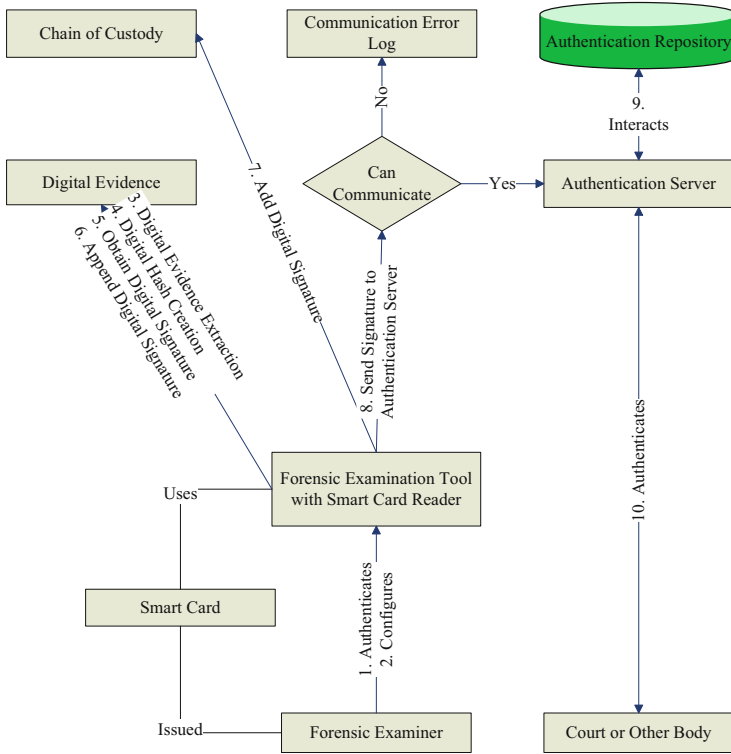 Chain of Custody
Communication Error
Log
Authentication Repository
No
9.
Interacts
Can
Communicate
Yes
Authentication Server
Digital Evidence
7. Add Digital Signature
3. Digital Evidence Extraction
4. Digital Hash Creation
5. Obtain Digital Signature
6. Append Digital Signature
8. Send Signature to
Authentication Server
Forensic Examination Tool
with Smart Card Reader
Uses
10. Authenticates
Smart Card
1. Authenticates
2. Configures
Issued
Forensic Examiner
Court or Other Body